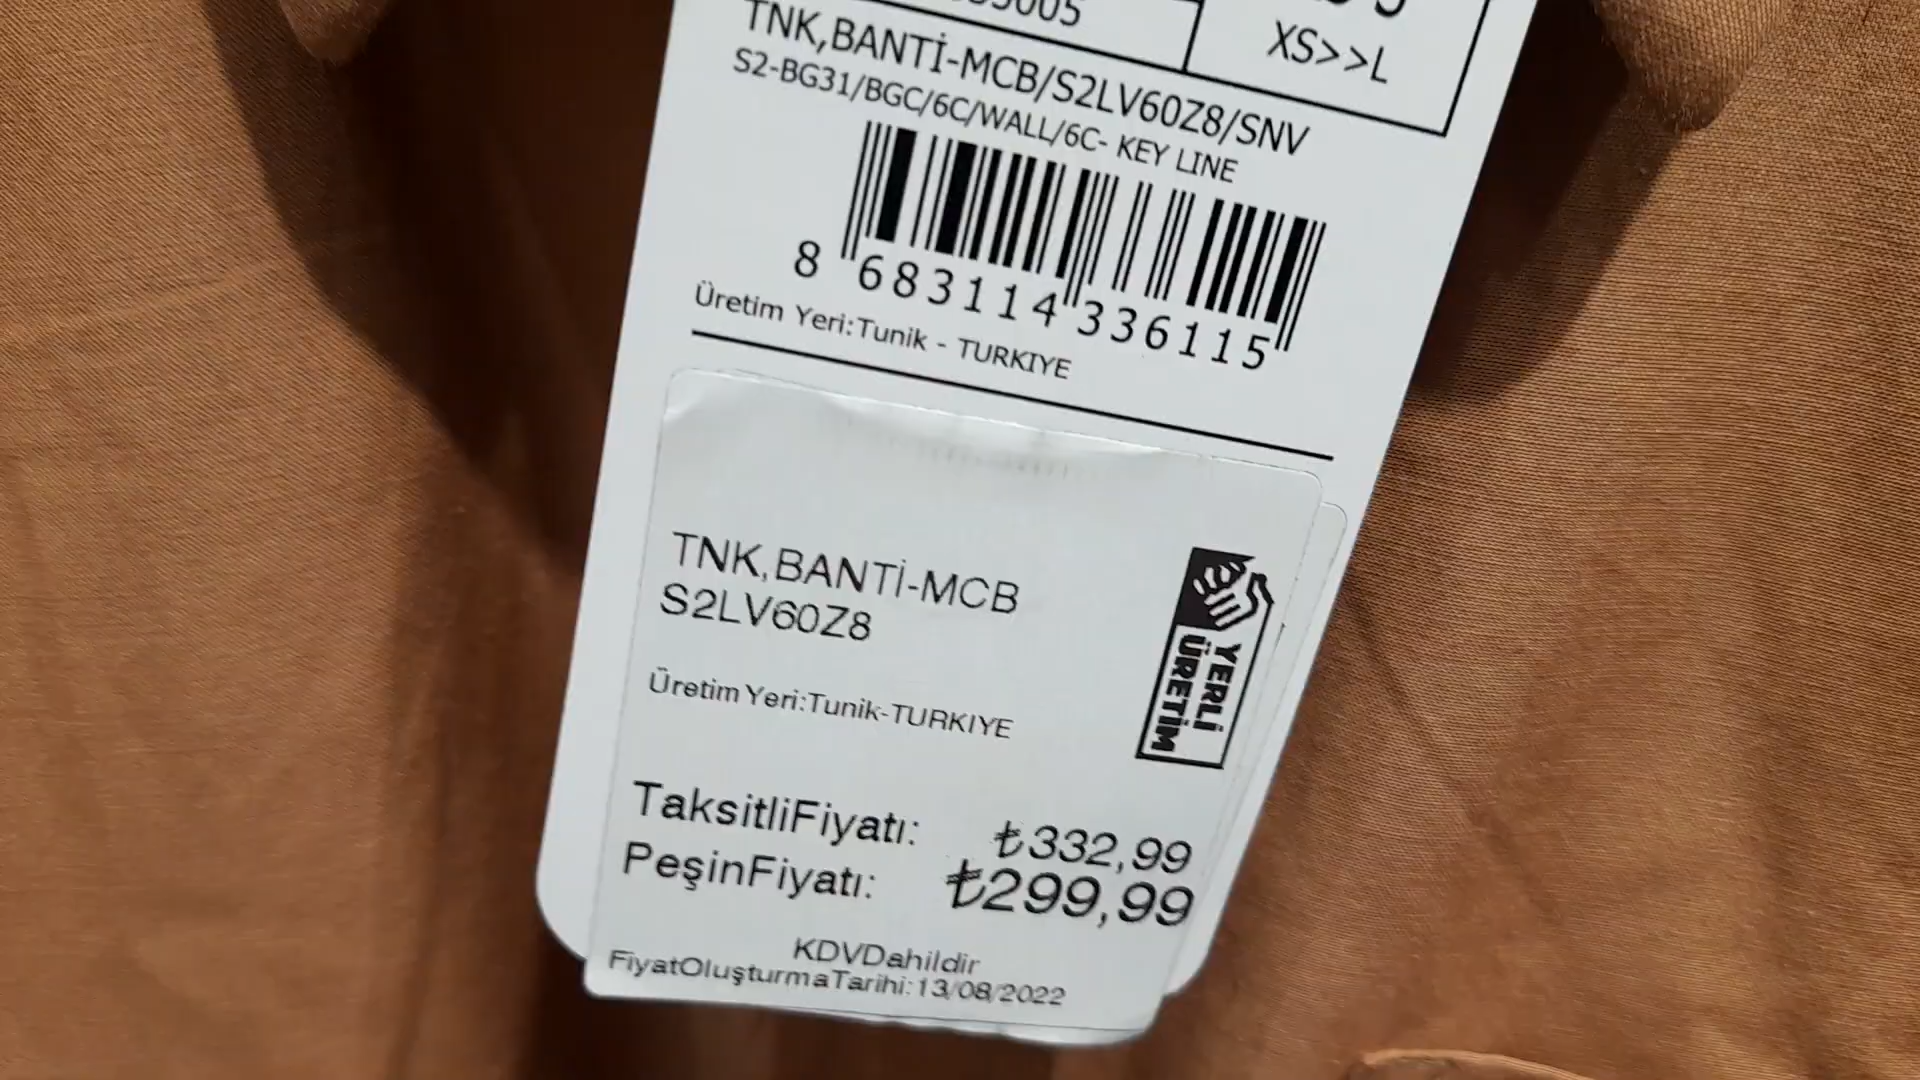 XS>>L
TNK,BANTİ-MCB/S2LV60Z8/SNV
S2-BG31/BGC/6C/WALL/6C- KEY LINE
8 683114 336115
Üretim Yeri:Tunik - TURKIYE
TNK,BANTİ-MCB
S2LV60Z8
YERLİ
ÜRETİM
Üretim Yeri:Tunik-TURKIYE
TaksitliFiyatı: ₺332,99
PeşinFiyatı: ₺299,99
KDVDahildir
FiyatOluşturmaTarihi:13/08/2022